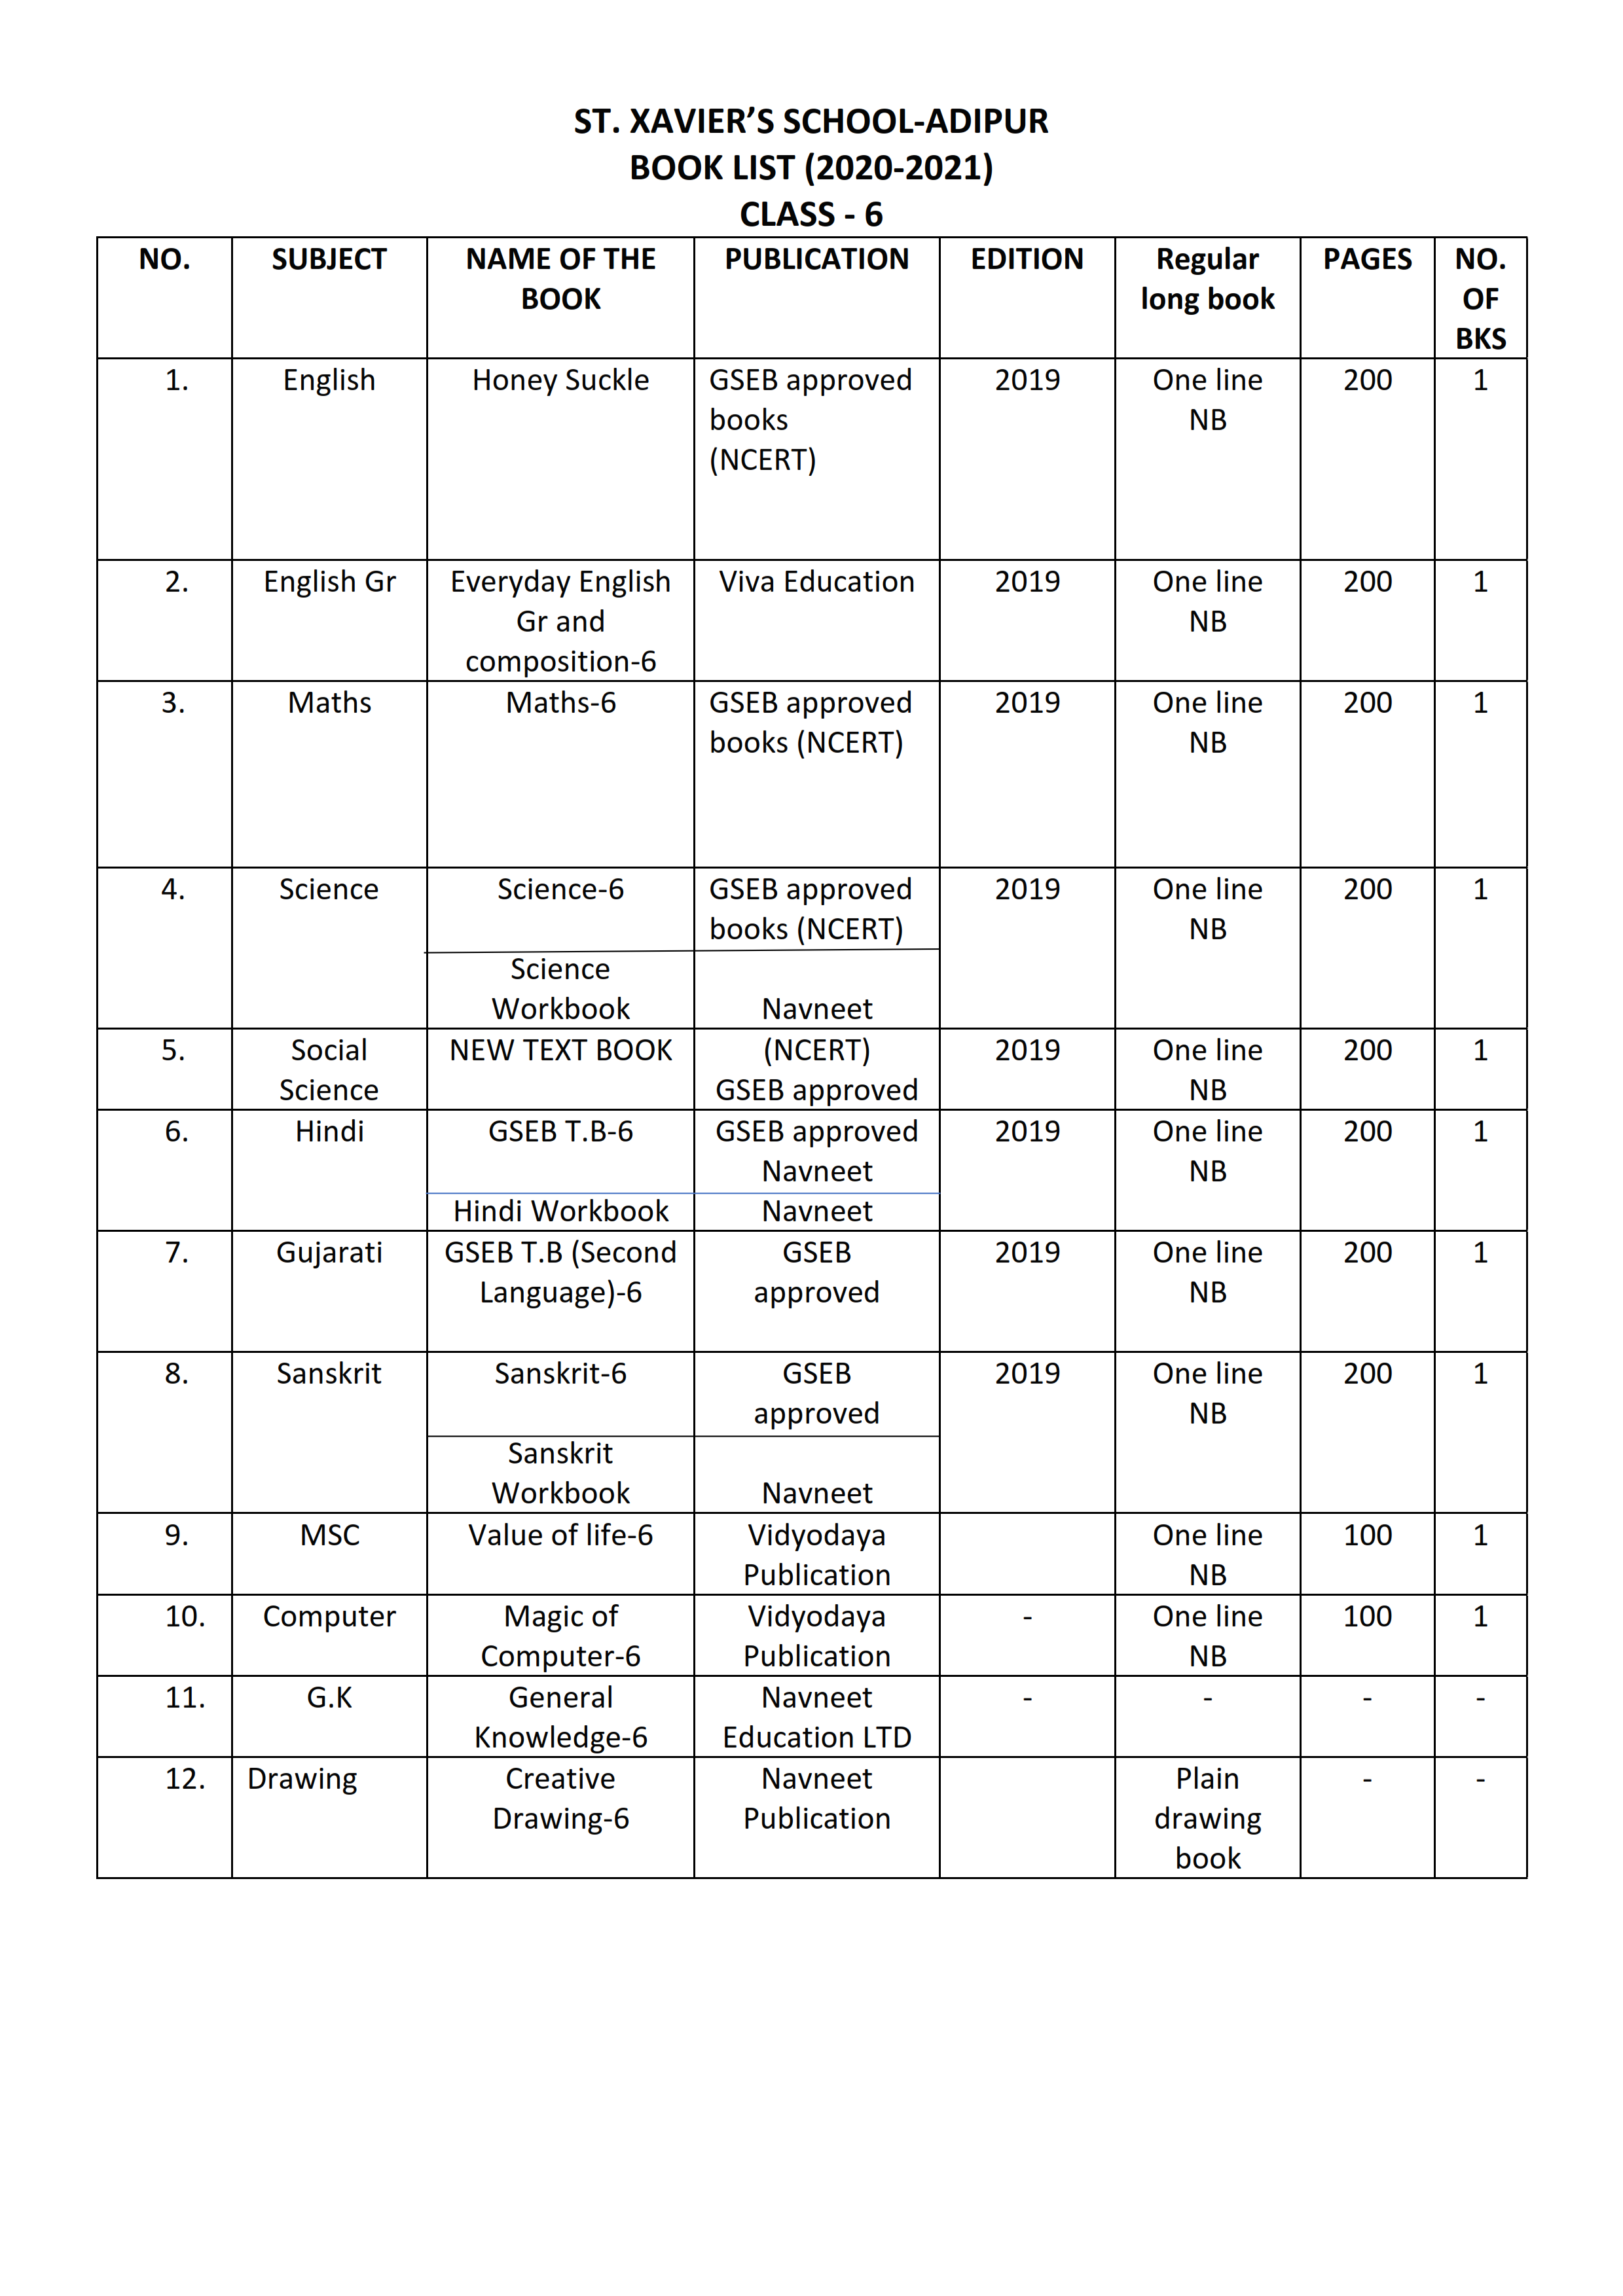 ST. XAVIER’S SCHOOL-ADIPUR
BOOK LIST (2020-2021)
CLASS - 6
NO. SUBJECT NAME OF THE BOOK PUBLICATION EDITION Regular long book PAGES NO. OF BKS
1. English Honey Suckle GSEB approved books (NCERT) 2019 One line NB 200 1
2. English Gr Everyday English Gr and composition-6 Viva Education 2019 One line NB 200 1
3. Maths Maths-6 GSEB approved books (NCERT) 2019 One line NB 200 1
4. Science Science-6 GSEB approved books (NCERT) 2019 One line NB 200 1
Science Workbook Navneet
5. Social Science NEW TEXT BOOK (NCERT) GSEB approved 2019 One line NB 200 1
6. Hindi GSEB T.B-6 GSEB approved Navneet 2019 One line NB 200 1
Hindi Workbook Navneet
7. Gujarati GSEB T.B (Second Language)-6 GSEB approved 2019 One line NB 200 1
8. Sanskrit Sanskrit-6 GSEB approved 2019 One line NB 200 1
Sanskrit Workbook Navneet
9. MSC Value of life-6 Vidyodaya Publication One line NB 100 1
10. Computer Magic of Computer-6 Vidyodaya Publication - One line NB 100 1
11. G.K General Knowledge-6 Navneet Education LTD - - - -
12. Drawing Creative Drawing-6 Navneet Publication Plain drawing book - -